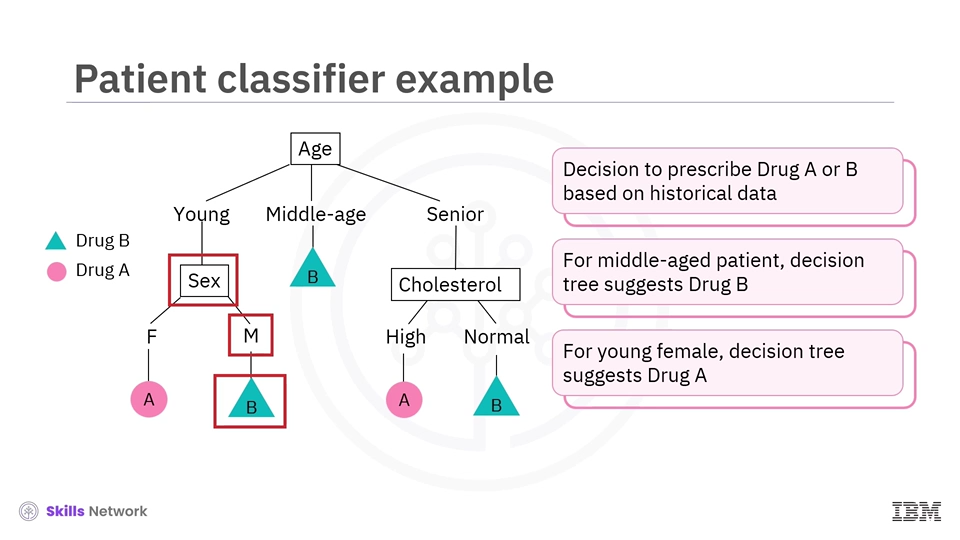 Patient classifier example
Age
Young Middle-age Senior
Drug B
Drug A
B
Sex
Cholesterol
F M High Normal
A B A B
Decision to prescribe Drug A or B
based on historical data
For middle-aged patient, decision
tree suggests Drug B
For young female, decision tree
suggests Drug A
Skills Network
IBM